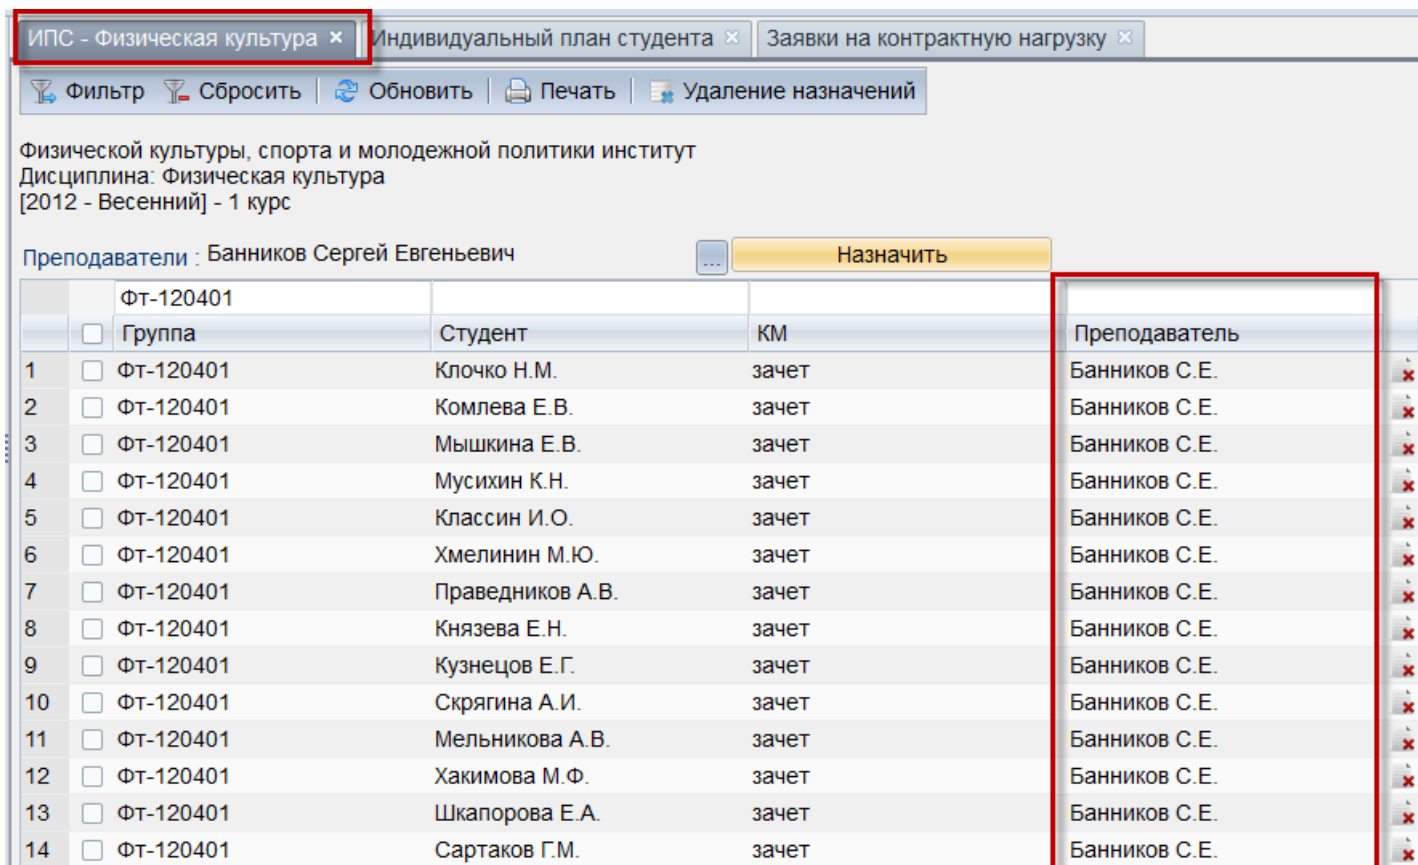 ИПС - Физическая культура × Индивидуальный план студента Заявки на контрактную нагрузку
Фильтр Сбросить Обновить Печать Удаление назначений
Физической культуры, спорта и молодежной политики институт
Дисциплина: Физическая культура
[2012 - Весенний] - 1 курс
Преподаватели : Банников Сергей Евгеньевич ... Назначить
Фт-120401
Группа Студент КМ Преподаватель
1 Фт-120401 Клочко Н.М. зачет Банников С.Е.
2 Фт-120401 Комлева Е.В. зачет Банников С.Е.
3 Фт-120401 Мышкина Е.В. зачет Банников С.Е.
4 Фт-120401 Мусихин К.Н. зачет Банников С.Е.
5 Фт-120401 Классин И.О. зачет Банников С.Е.
6 Фт-120401 Хмелинин М.Ю. зачет Банников С.Е.
7 Фт-120401 Праведников А.В. зачет Банников С.Е.
8 Фт-120401 Князева Е.Н. зачет Банников С.Е.
9 Фт-120401 Кузнецов Е.Г. зачет Банников С.Е.
10 Фт-120401 Скрягина А.И. зачет Банников С.Е.
11 Фт-120401 Мельникова А.В. зачет Банников С.Е.
12 Фт-120401 Хакимова М.Ф. зачет Банников С.Е.
13 Фт-120401 Шкапорова Е.А. зачет Банников С.Е.
14 Фт-120401 Сартаков Г.М. зачет Банников С.Е.